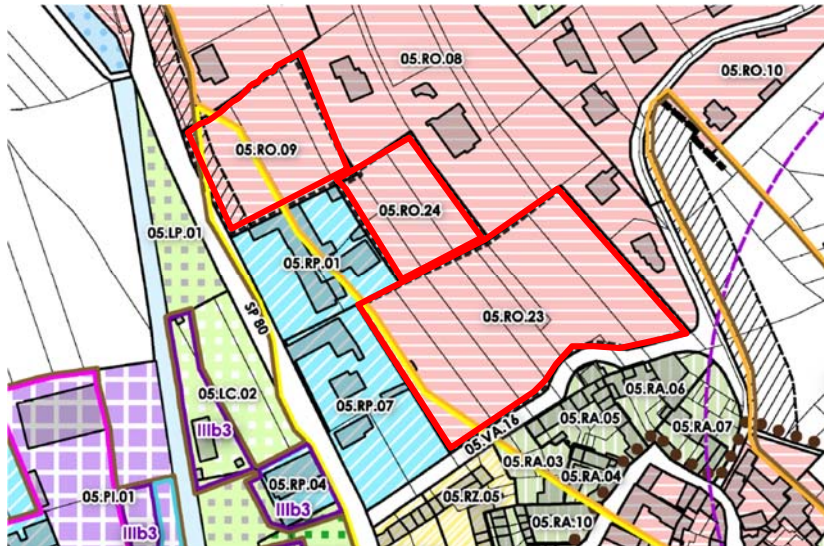 05.RO.08
05.RO.10
05.RO.09
05.RO.24
05.LP.01
05.RP.01
SP 80
05.RO.23
05.LC.02
IIIb3
05.RP.07
05.VA.16
05.RA.06
05.RA.05
05.RA.07
05.RA.03
05.RA.04
05.RP.04
IIIb3
05.PI.01
05.RZ.05
05.RA.10
IIIb3